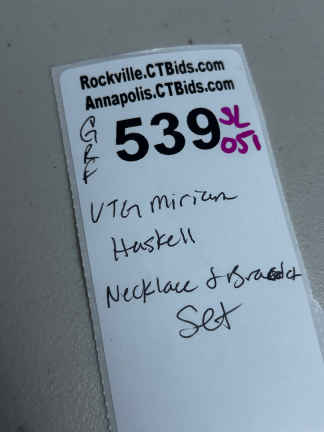 Rockville.CTBids.com
Annapolis.CTBids.com
539
JL
051
VTG Miriam
Haskell
Necklace & Bracelet
Set